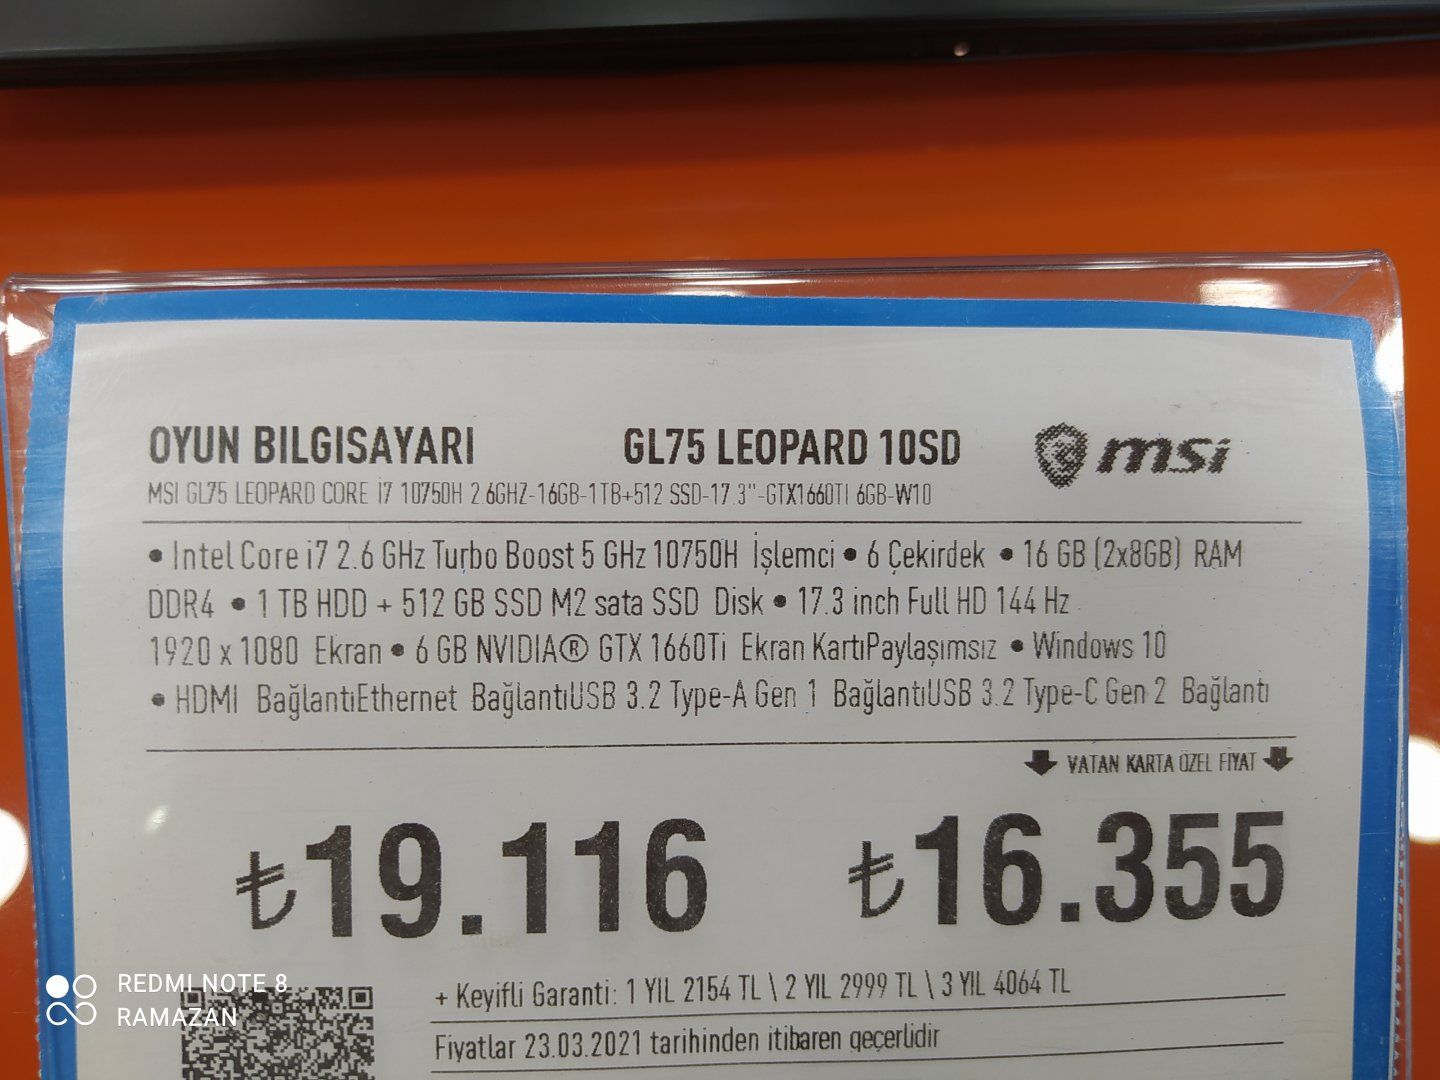 OYUN BILGISAYARI GL75 LEOPARD 10SD msi
MSI GL75 LEOPARD CORE İ7 10750H 2.6GHZ-16GB-1TB+512 SSD-17.3"-GTX1660TI 6GB-W10
• Intel Core i7 2.6 GHz Turbo Boost 5 GHz 10750H İşlemci • 6 Çekirdek • 16 GB (2x8GB) RAM
DDR4 • 1 TB HDD + 512 GB SSD M2 sata SSD Disk • 17.3 inch Full HD 144 Hz
1920 x 1080 Ekran • 6 GB NVIDIA® GTX 1660Ti Ekran KartıPaylaşımsız • Windows 10
• HDMI BağlantıEthernet BağlantıUSB 3.2 Type-A Gen 1 BağlantıUSB 3.2 Type-C Gen 2 Bağlantı
VATAN KARTA ÖZEL FİYAT
₺19.116 ₺16.355
+ Keyifli Garanti: 1 YIL 2154 TL \ 2 YIL 2999 TL \ 3 YIL 4064 TL
Fiyatlar 23.03.2021 tarihinden itibaren geçerlidir
REDMI NOTE 8
RAMAZAN